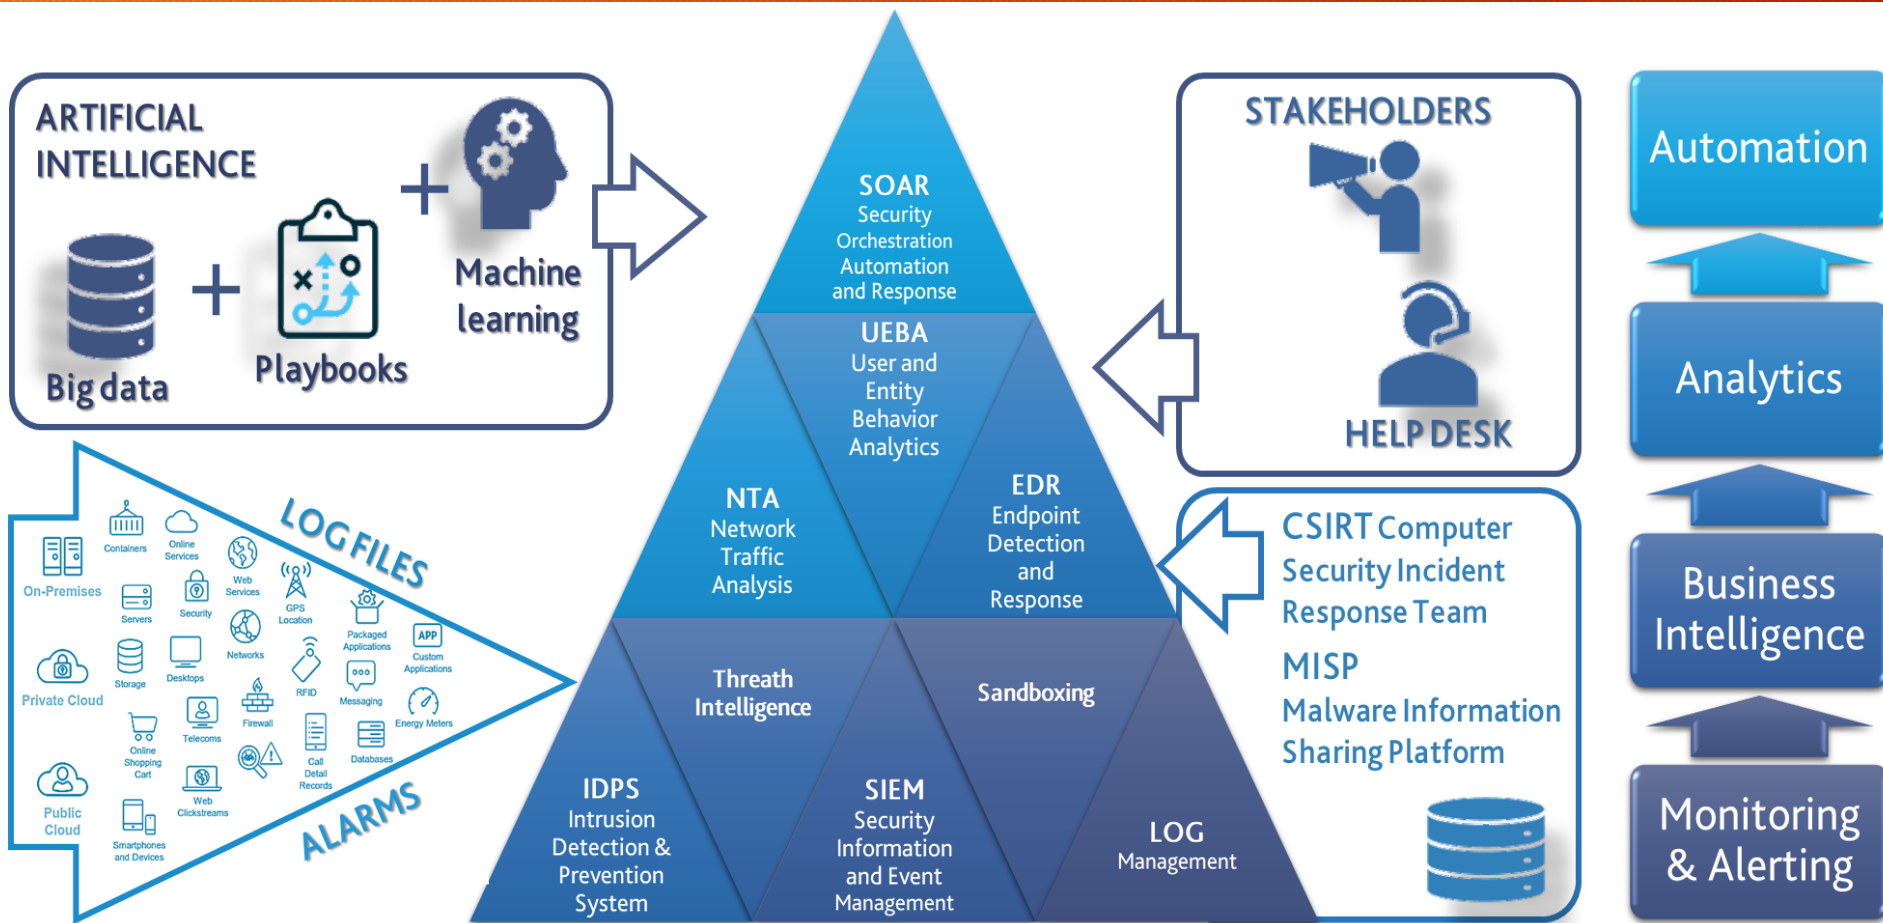 ARTIFICIAL
INTELLIGENCE
Big data
Playbooks
Machine
learning
LOG FILES
ALARMS
On-Premises
Private Cloud
Public
Cloud
Containers
Online
Services
Servers
Security
Web
Services
GPS
Location
Storage
Desktops
Networks
RFID
Packaged
Applications
APP
Custom
Applications
Messaging
Energy Meters
Online
Shopping
Cart
Telecoms
Firewall
Call
Detail
Records
Databases
Web
Clickstreams
Smartphones
and Devices
SOAR
Security
Orchestration
Automation
and Response
UEBA
User and
Entity
Behavior
Analytics
NTA
Network
Traffic
Analysis
EDR
Endpoint
Detection
and
Response
Threath
Intelligence
Sandboxing
IDPS
Intrusion
Detection &
Prevention
System
SIEM
Security
Information
and Event
Management
LOG
Management
STAKEHOLDERS
HELP DESK
CSIRT Computer
Security Incident
Response Team
MISP
Malware Information
Sharing Platform
Automation
Analytics
Business
Intelligence
Monitoring
& Alerting